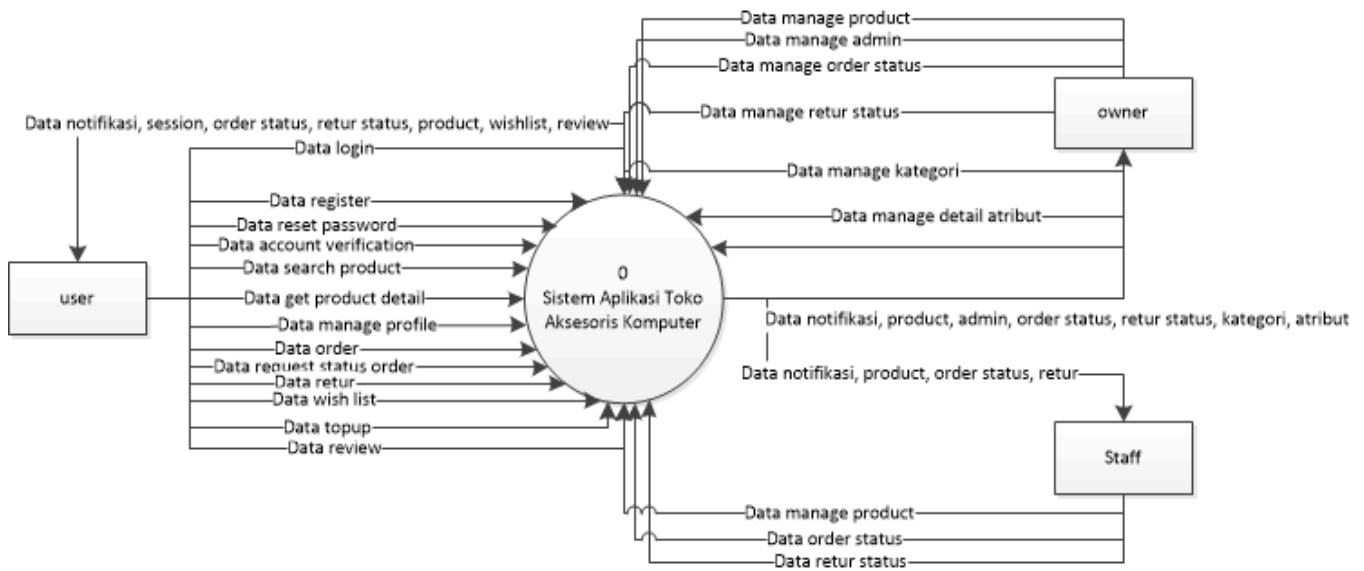 Data manage product
Data manage admin
Data manage order status
owner
Data manage retur status
Data notifikasi, session, order status, retur status, product, wishlist, review
Data login
Data manage kategori
Data register
Data manage detail atribut
Data reset password
Data account verification
Data search product
0
Sistem Aplikasi Toko
Aksesoris Komputer
user
Data get product detail
Data notifikasi, product, admin, order status, retur status, kategori, atribut
Data manage profile
Data order
Data request status order
Data notifikasi, product, order status, retur
Data retur
Data wish list
Data topup
Data review
Staff
Data manage product
Data order status
Data retur status